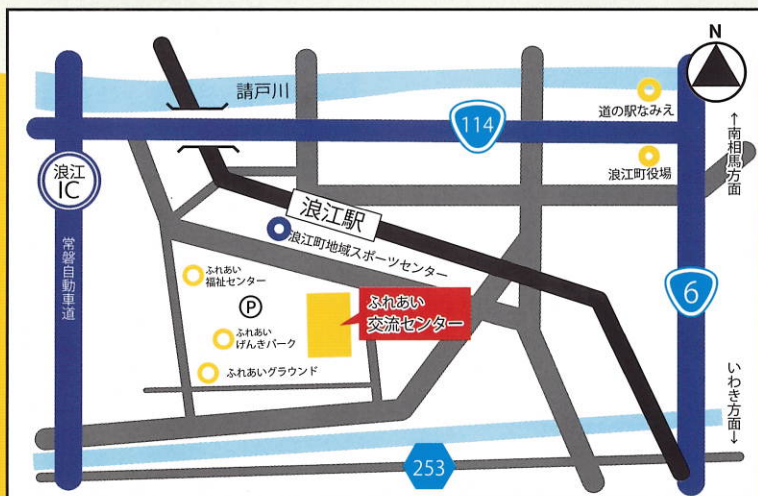 N
請戸川
114
道の駅なみえ
↑南相馬方面
浪江
IC
浪江町役場
浪江駅
浪江町地域スポーツセンター
常磐自動車道
ふれあい
福祉センター
P
ふれあい
交流センター
6
ふれあい
げんきパーク
ふれあいグラウンド
いわき方面→
253